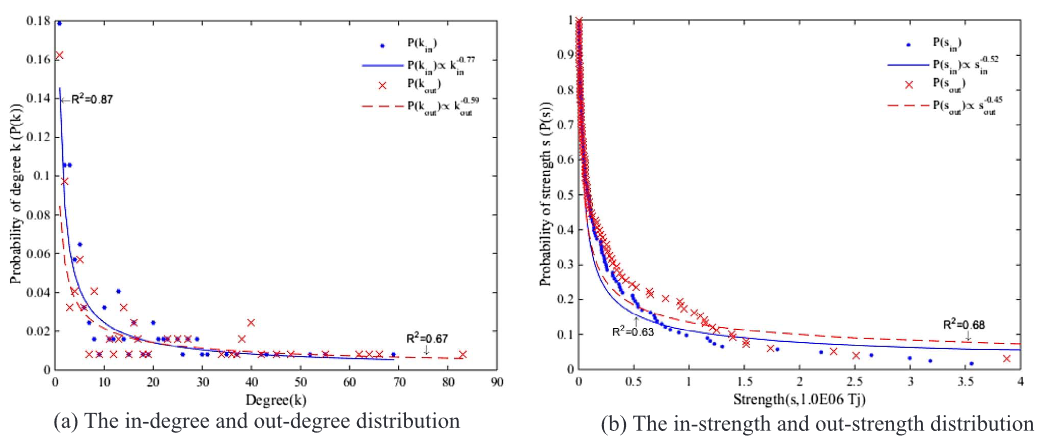 (a)
(b)
0.18
0.16
0.14
0.18
0.12
0.08
0.04
0.02
0
0 10 20 30 40 50 60 70 80 90
Probability of degree k (P(k))
Degree(k)
P(k_in)
P(k_in)∝ k_in^-0.77
P(k_out)
P(k_out)∝ k_out^-0.59
R²=0.87
R²=0.67
(a) The in-degree and out-degree distribution
1
0.9
0.8
0.7
0.6
0.5
0.4
0.3
0.2
0.1
0
0 0.5 1 1.5 2 2.5 3 3.5 4
Probability of strength s (P(s))
Strength(s,1.0E06 Tj)
P(s_in)
P(s_in)∝ s_in^-0.52
P(s_out)
P(s_out)∝ s_out^-0.45
R²=0.63
R²=0.68
(b) The in-strength and out-strength distribution